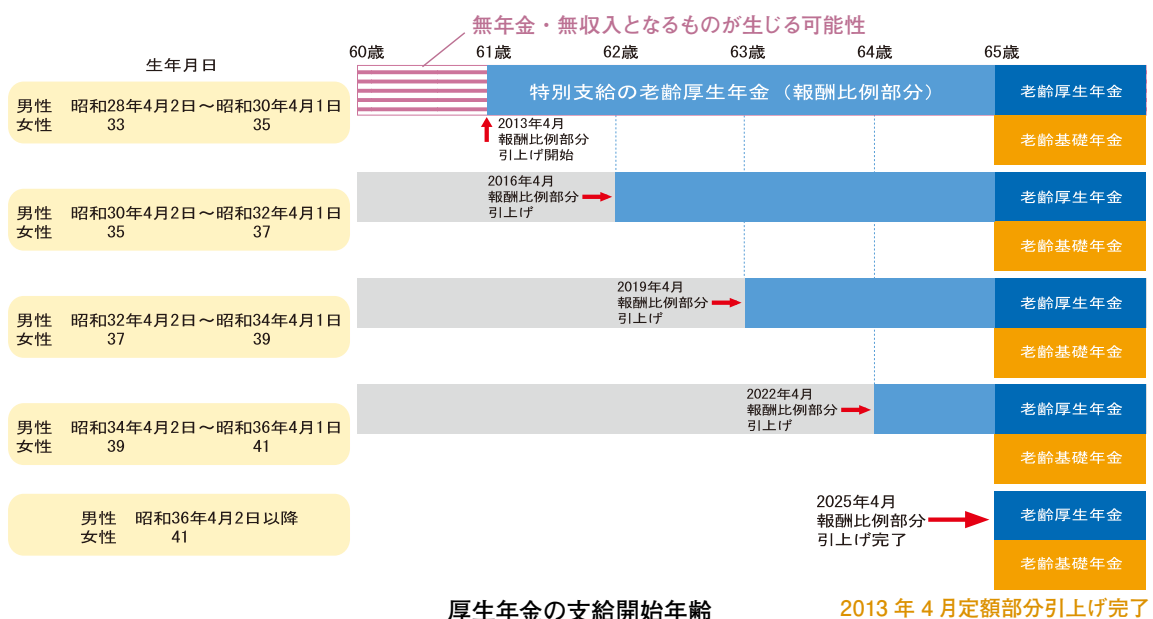 無年金・無収入となるものが生じる可能性
60歳 61歳 62歳 63歳 64歳 65歳
生年月日
男性 昭和28年4月2日～昭和30年4月1日
女性 33 35
特別支給の老齢厚生年金（報酬比例部分）
老齢厚生年金
老齢基礎年金
2013年4月
報酬比例部分
引上げ開始
男性 昭和30年4月2日～昭和32年4月1日
女性 35 37
2016年4月
報酬比例部分
引上げ
老齢厚生年金
老齢基礎年金
男性 昭和32年4月2日～昭和34年4月1日
女性 37 39
2019年4月
報酬比例部分
引上げ
老齢厚生年金
老齢基礎年金
男性 昭和34年4月2日～昭和36年4月1日
女性 39 41
2022年4月
報酬比例部分
引上げ
老齢厚生年金
老齢基礎年金
男性 昭和36年4月2日以降
女性 41
2025年4月
報酬比例部分
引上げ完了
老齢厚生年金
老齢基礎年金
厚生年金の支給開始年齢
2013年4月定額部分引上げ完了